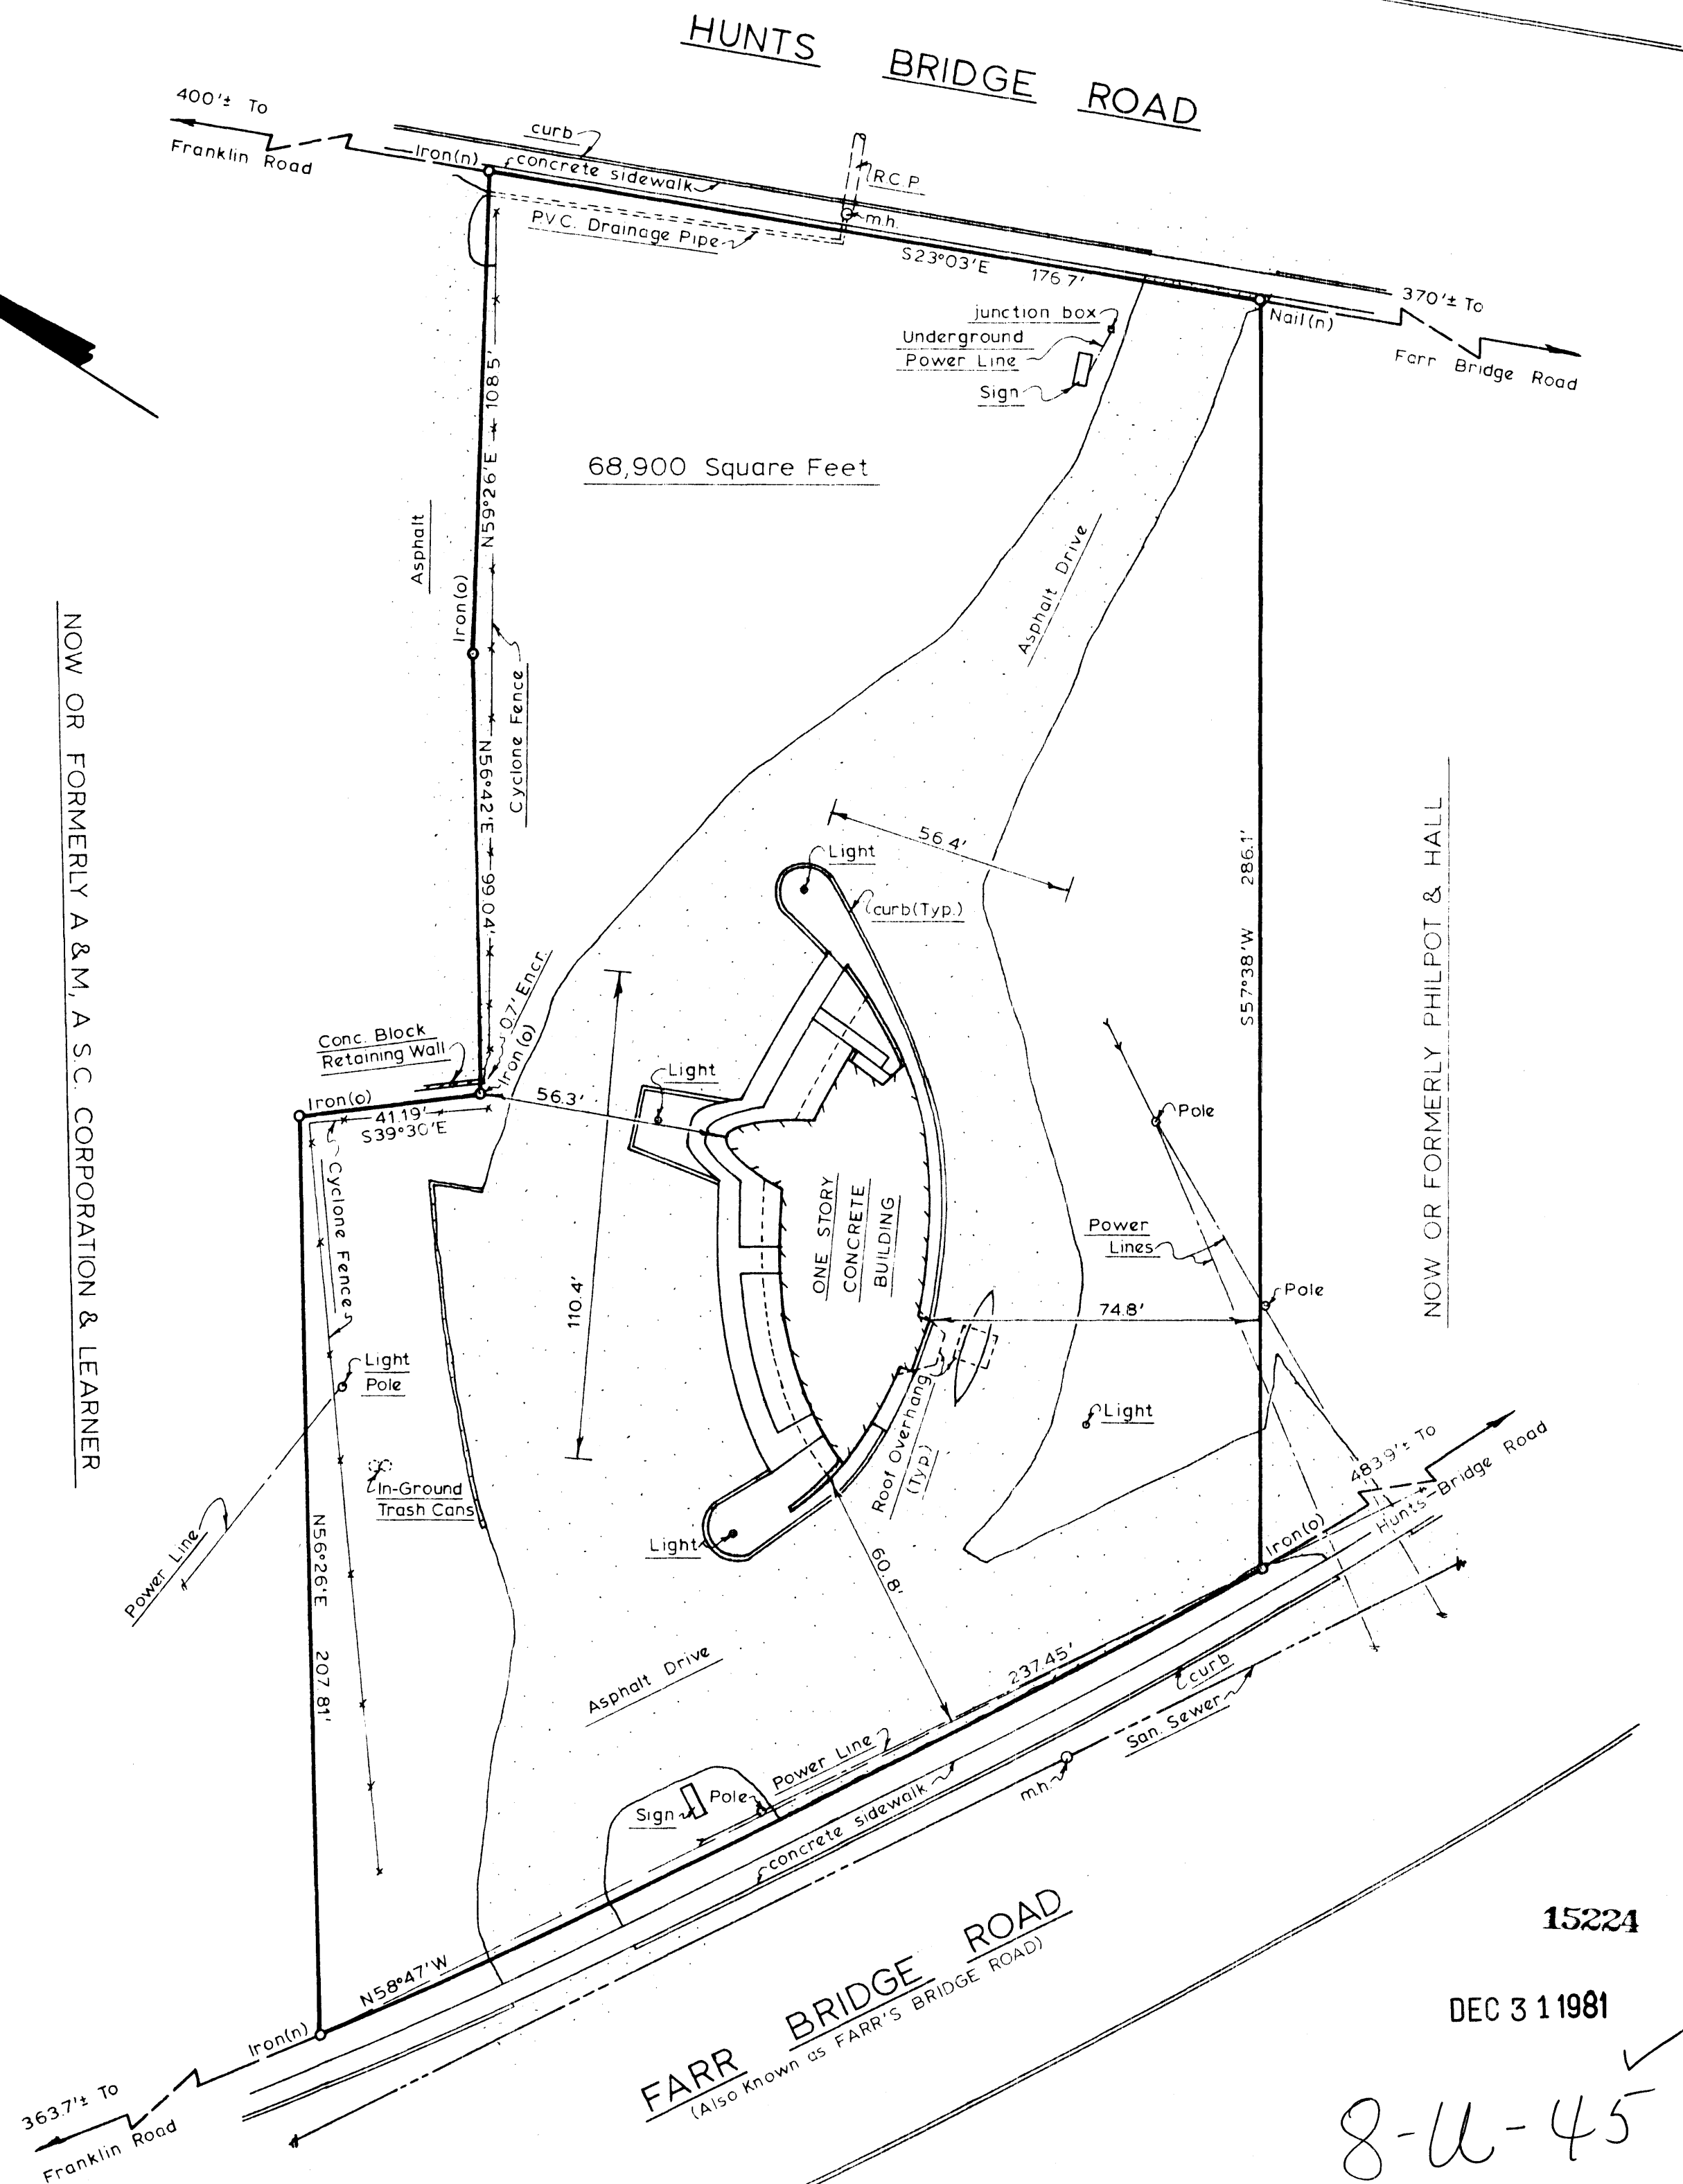 HUNTS BRIDGE ROAD
400'± To
Franklin Road
curb
Iron(n)
concrete sidewalk
R.C.P.
m.h.
P.V.C. Drainage Pipe
S23°03'E 176.7'
370'± To
Farr Bridge Road
Nail(n)
junction box
Underground
Power Line
Sign
68,900 Square Feet
N59°26'E 108.5'
Asphalt
Iron(o)
Cyclone Fence
N56°42'E 99.04'
Asphalt Drive
56.4'
Light
curb(Typ.)
S57°38'W 286.1'
NOW OR FORMERLY PHILPOT & HALL
NOW OR FORMERLY A & M, A.S.C. CORPORATION & LEARNER
0.7' Encr.
Iron(o)
Conc. Block
Retaining Wall
Iron(o)
41.19'
S39°30'E
56.3'
Light
Pole
Cyclone Fence
110.4'
ONE STORY
CONCRETE
BUILDING
Power
Lines
Pole
74.8'
Light
Pole
Light
Roof Overhang
(Typ.)
In-Ground
Trash Cans
Light
Power Line
N56°26'E 207.81'
60.8'
483.9'± To
Hunts Bridge Road
Iron(o)
237.45'
curb
San. Sewer
Asphalt Drive
Power Line
Sign
Pole
m.h.
concrete sidewalk
N58°47'W
Iron(n)
363.7'± To
Franklin Road
FARR BRIDGE ROAD
(Also Known as FARR'S BRIDGE ROAD)
15224
DEC 31 1981
8-U-45